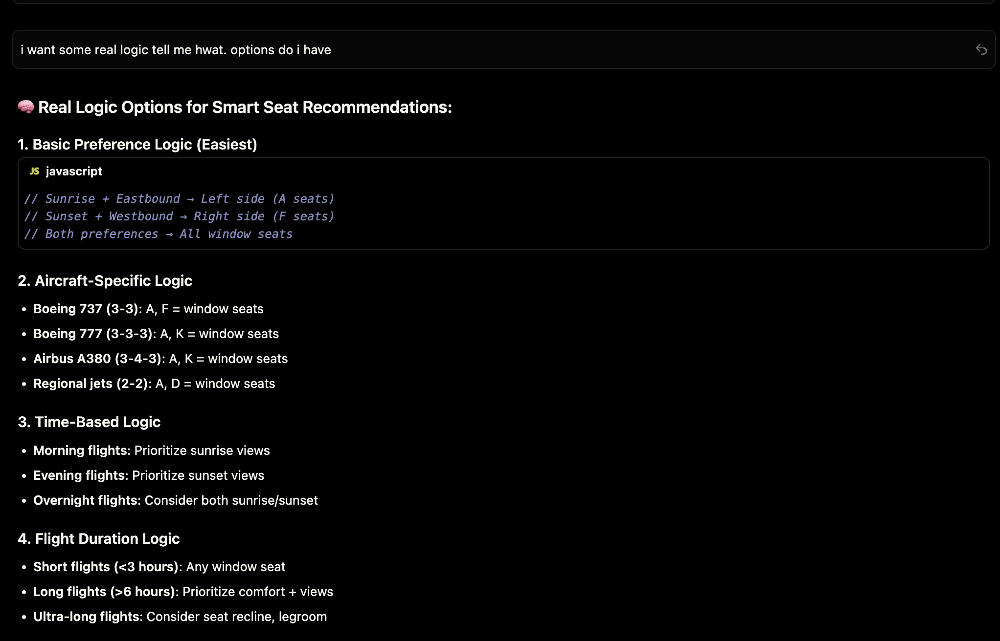 i want some real logic tell me hwat. options do i have
🧠 Real Logic Options for Smart Seat Recommendations:
1. Basic Preference Logic (Easiest)
JS javascript
// Sunrise + Eastbound → Left side (A seats)
// Sunset + Westbound → Right side (F seats)
// Both preferences → All window seats
2. Aircraft-Specific Logic
• Boeing 737 (3-3): A, F = window seats
• Boeing 777 (3-3-3): A, K = window seats
• Airbus A380 (3-4-3): A, K = window seats
• Regional jets (2-2): A, D = window seats
3. Time-Based Logic
• Morning flights: Prioritize sunrise views
• Evening flights: Prioritize sunset views
• Overnight flights: Consider both sunrise/sunset
4. Flight Duration Logic
• Short flights (<3 hours): Any window seat
• Long flights (>6 hours): Prioritize comfort + views
• Ultra-long flights: Consider seat recline, legroom